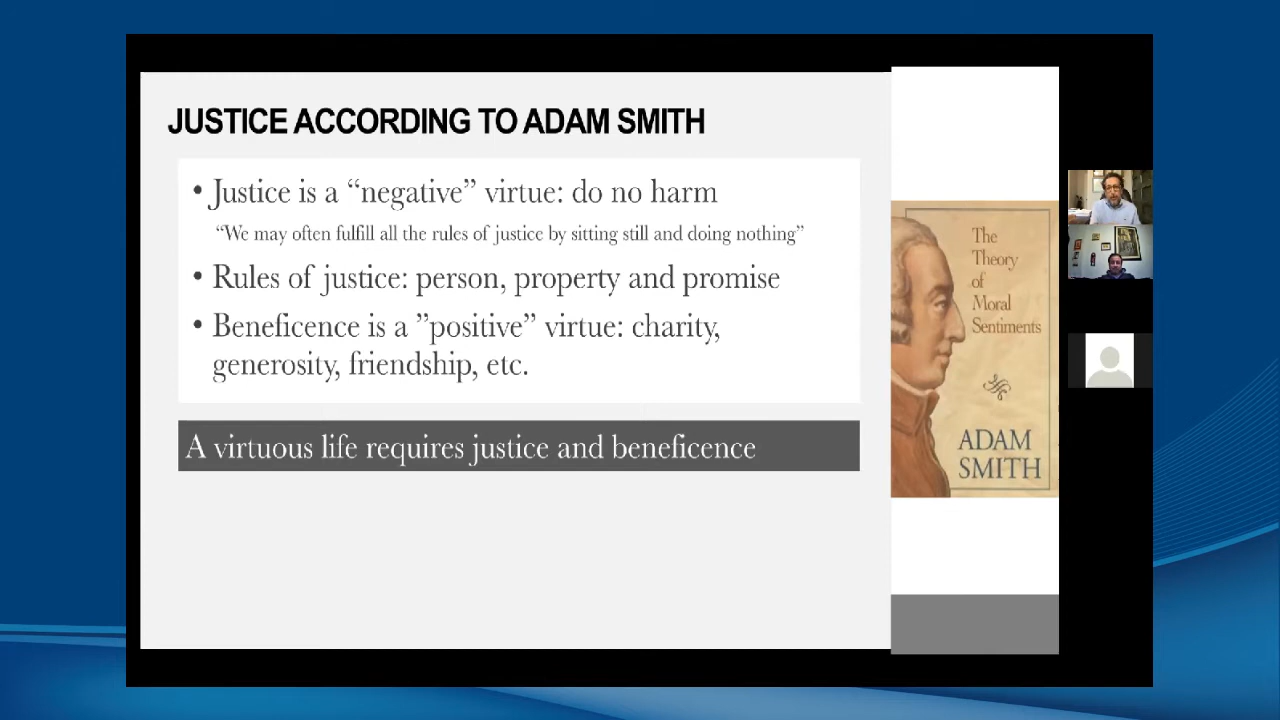 JUSTICE ACCORDING TO ADAM SMITH
• Justice is a “negative” virtue: do no harm
“We may often fulfill all the rules of justice by sitting still and doing nothing”
• Rules of justice: person, property and promise
• Beneficence is a ”positive” virtue: charity,
generosity, friendship, etc.
A virtuous life requires justice and beneficence
The
Theory
of
Moral
Sentiments
ADAM
SMITH